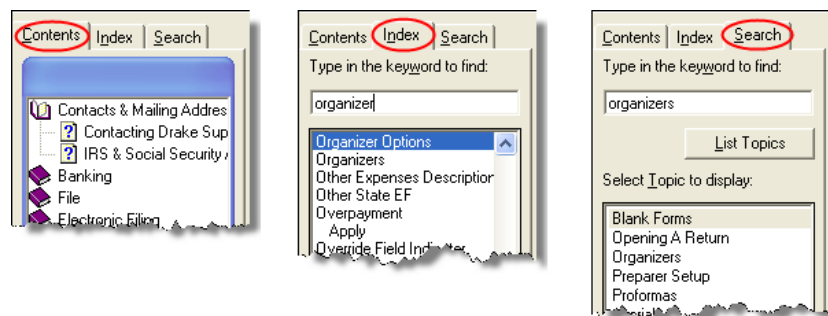 Contents Index Search
Contacts & Mailing Addres
Contacting Drake Sup
IRS & Social Security
Banking
File
Electronic Filing
Contents Index Search
Type in the keyword to find:
organizer
Organizer Options
Organizers
Other Expenses Description
Other State EF
Overpayment
Apply
Override Field Indicator
Contents Index Search
Type in the keyword to find:
organizers
List Topics
Select Topic to display:
Blank Forms
Opening A Return
Organizers
Preparer Setup
Proformas